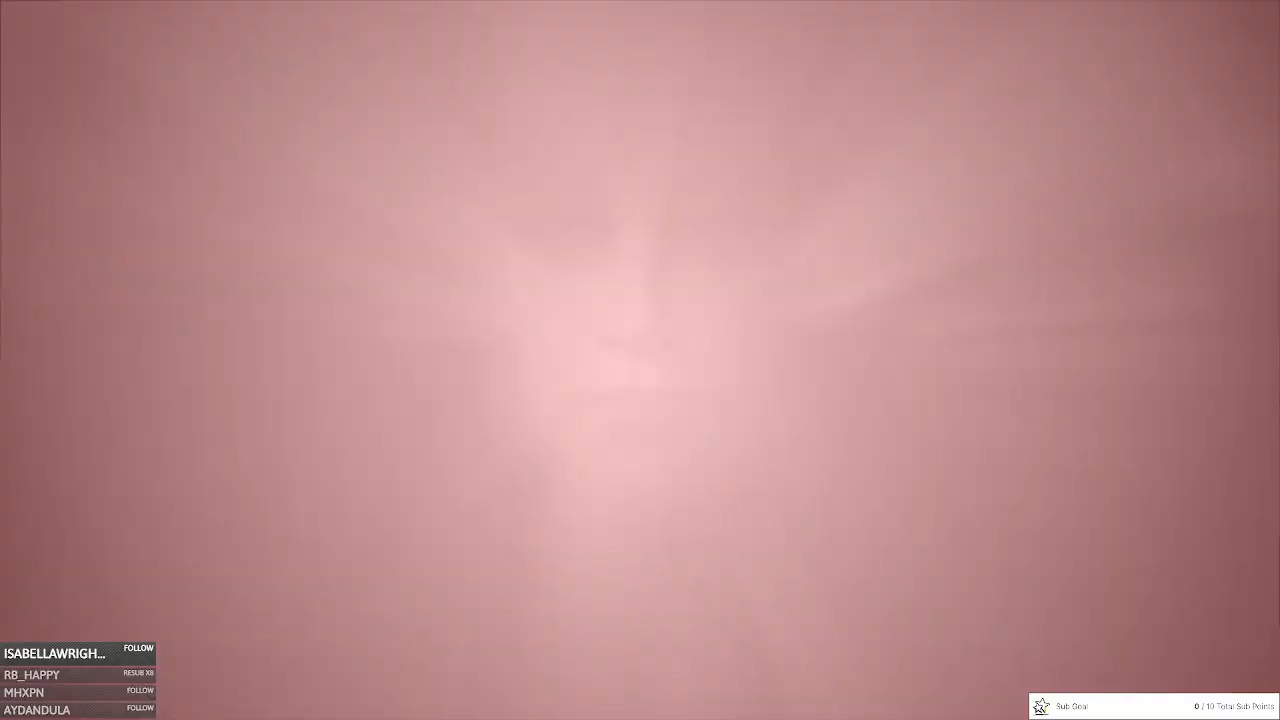 ISABELLAWRIGH... FOLLOW
RB_HAPPY RESUB X8
MHXPN FOLLOW
AYDANDULA FOLLOW
Sub Goal 0 / 10 Total Sub Points